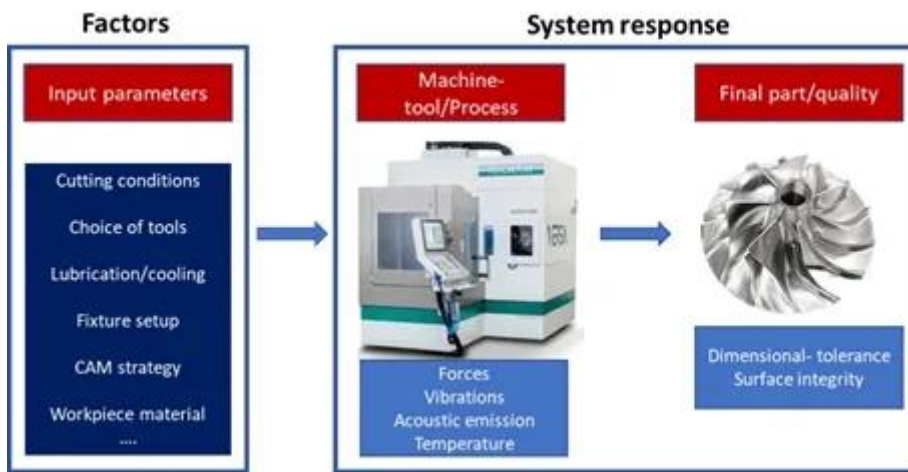 Factors
System response
Input parameters
Cutting conditions
Choice of tools
Lubrication/cooling
Fixture setup
CAM strategy
Workpiece material
....
Machine-
tool/Process
Forces
Vibrations
Acoustic emission
Temperature
Final part/quality
Dimensional- tolerance
Surface integrity